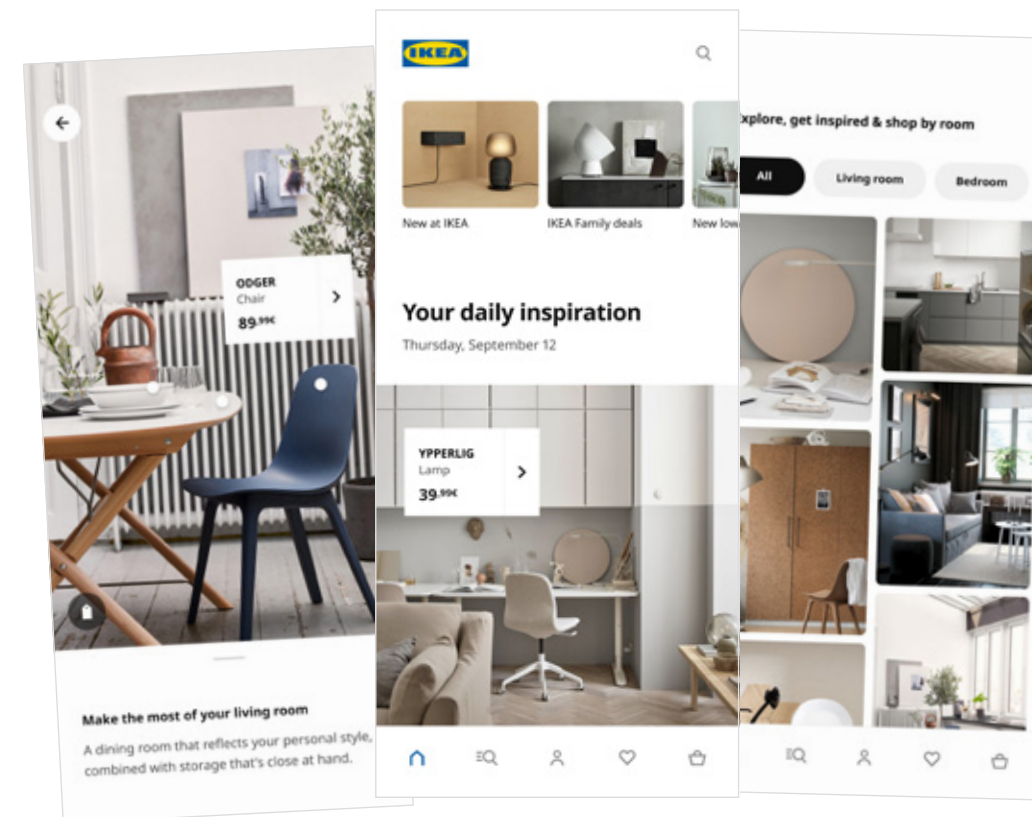 ODGER
Chair
89.99€
Make the most of your living room
A dining room that reflects your personal style,
combined with storage that's close at hand.
IKEA
New at IKEA
IKEA Family deals
New low
Your daily inspiration
Thursday, September 12
YPPERLIG
Lamp
39.99€
xplore, get inspired & shop by room
All
Living room
Bedroom